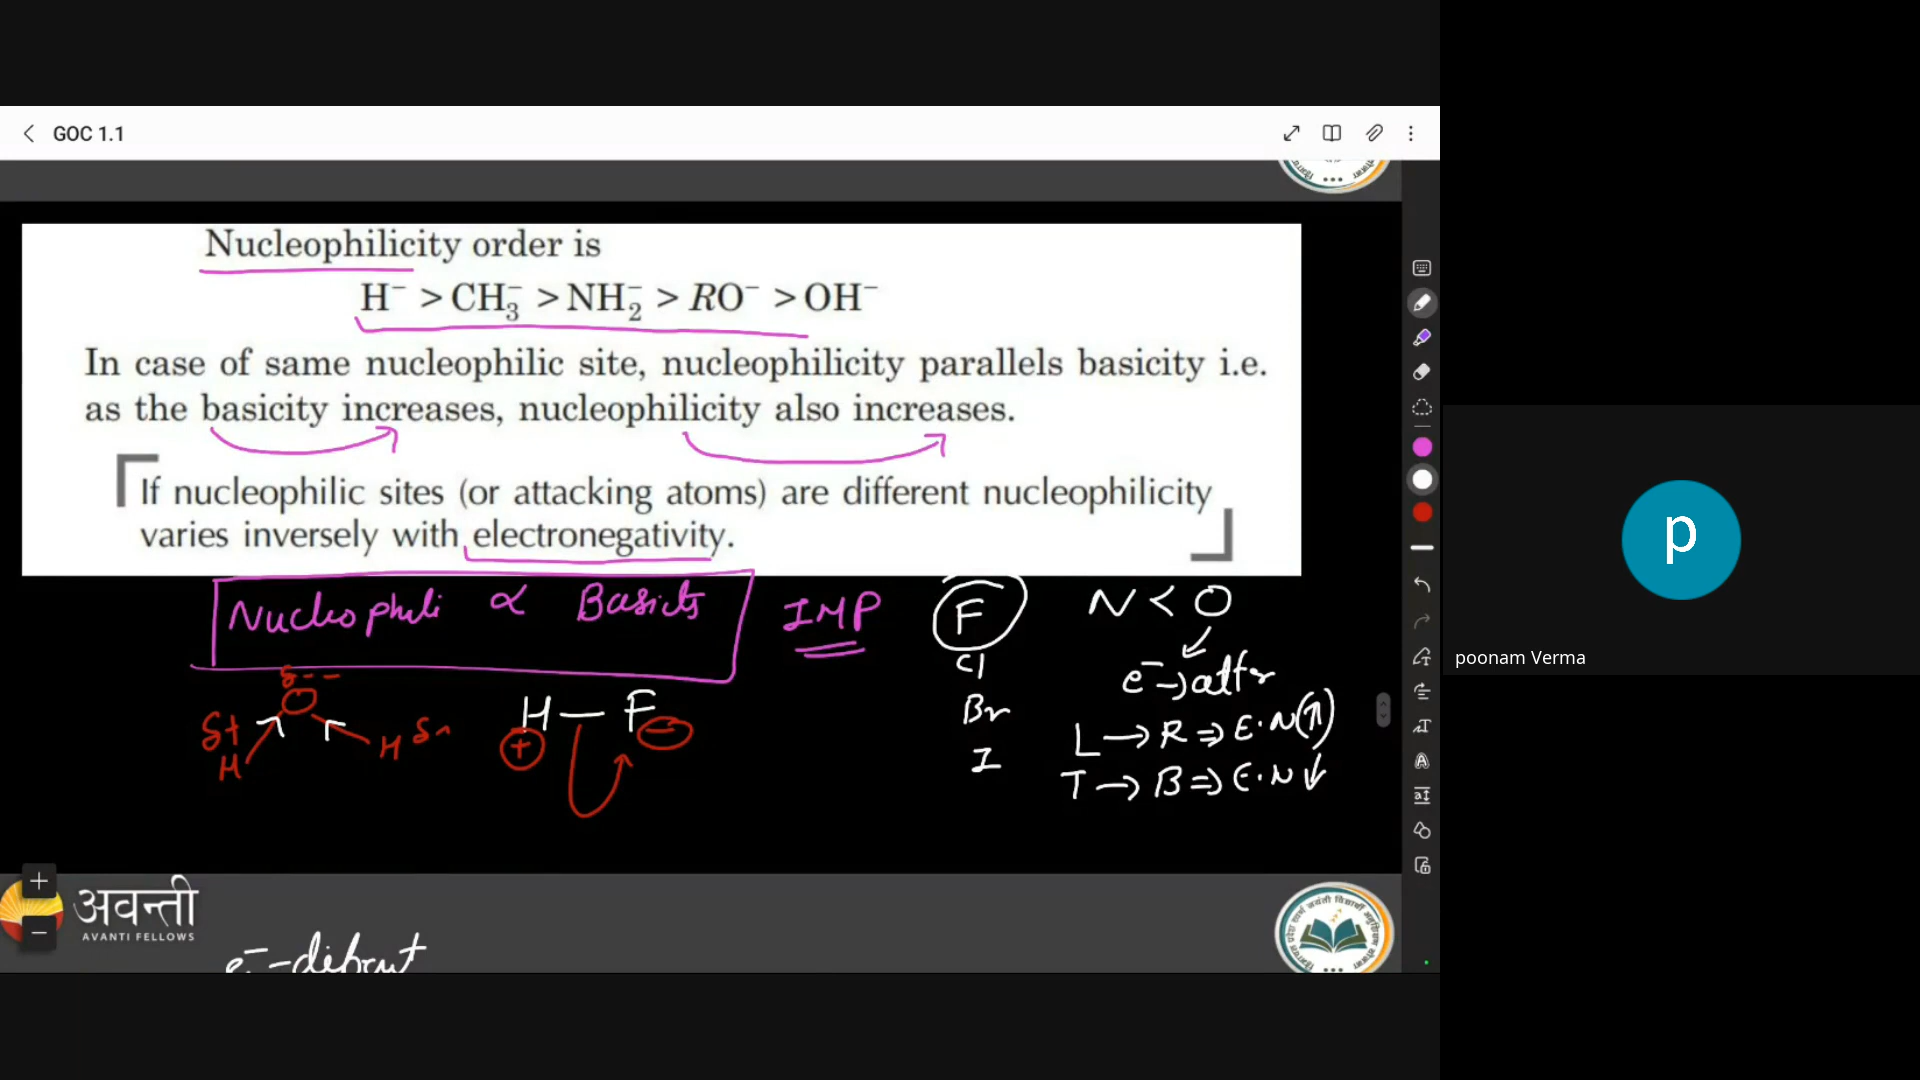 GOC 1.1
Nucleophilicity order is
H⁻ > CH₃⁻ > NH₂⁻ > RO⁻ > OH⁻
In case of same nucleophilic site, nucleophilicity parallels basicity i.e.
as the basicity increases, nucleophilicity also increases.
If nucleophilic sites (or attacking atoms) are different nucleophilicity
varies inversely with electronegativity.
Nucleophili ∝
IMP
F
Cl
Br
I
N < O
L → R ⇒ E·N(↑)
T → B ⇒ E·N ↓
O
δ+
H
H
H — F
+
−
अवन्ती
AVANTI FELLOWS
p
poonam Verma